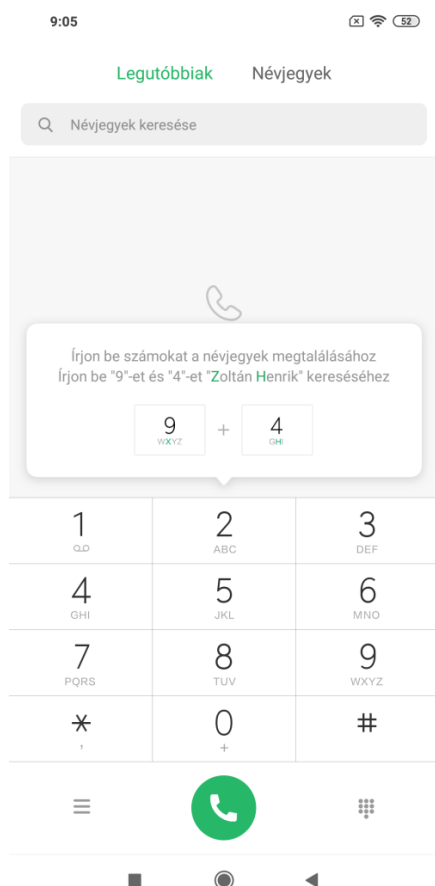 9:05
52
Legutóbbiak Névjegyek
Névjegyek keresése
Írjon be számokat a névjegyek megtalálásához
Írjon be "9"-et és "4"-et "Zoltán Henrik" kereséséhez
9 + 4
WXYZ GHI
1 2 3
ABC DEF
4 5 6
GHI JKL MNO
7 8 9
PQRS TUV WXYZ
* 0 #
, +